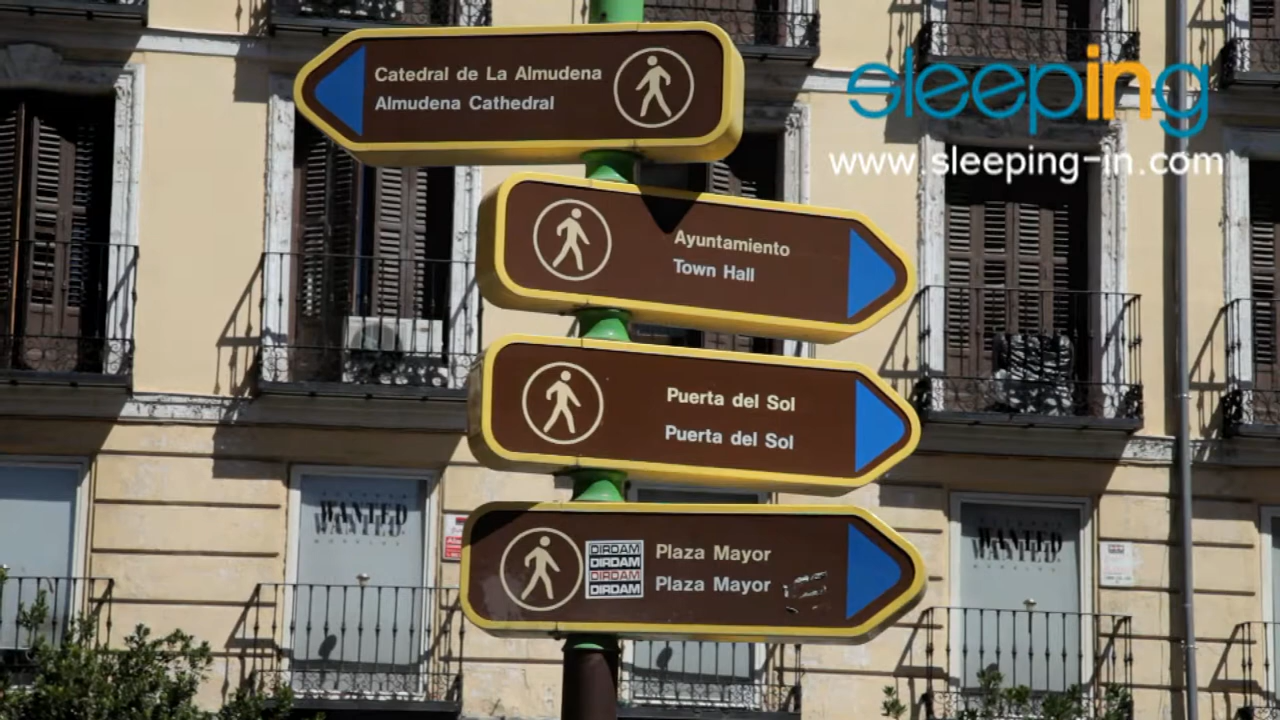 Catedral de La Almudena
Almudena Cathedral
sleeping
www.sleeping-in.com
Ayuntamiento
Town Hall
Puerta del Sol
Puerta del Sol
DIRDAM
DIRDAM
DIRDAM
DIRDAM
Plaza Mayor
Plaza Mayor
WANTED
WANTED